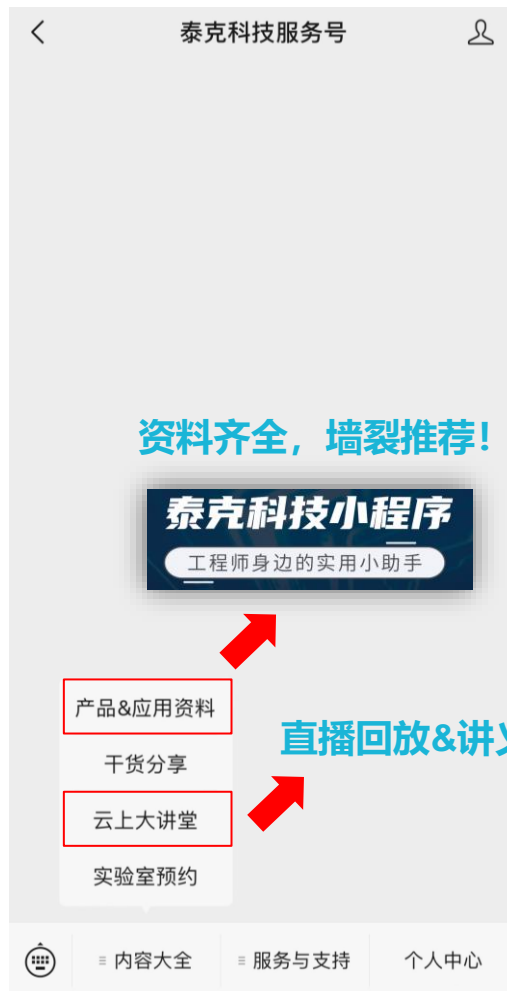 泰克科技服务号
资料齐全，墙裂推荐！
泰克科技小程序
工程师身边的实用小助手
产品&应用资料
直播回放&讲
干货分享
云上大讲堂
实验室预约
内容大全
服务与支持
个人中心